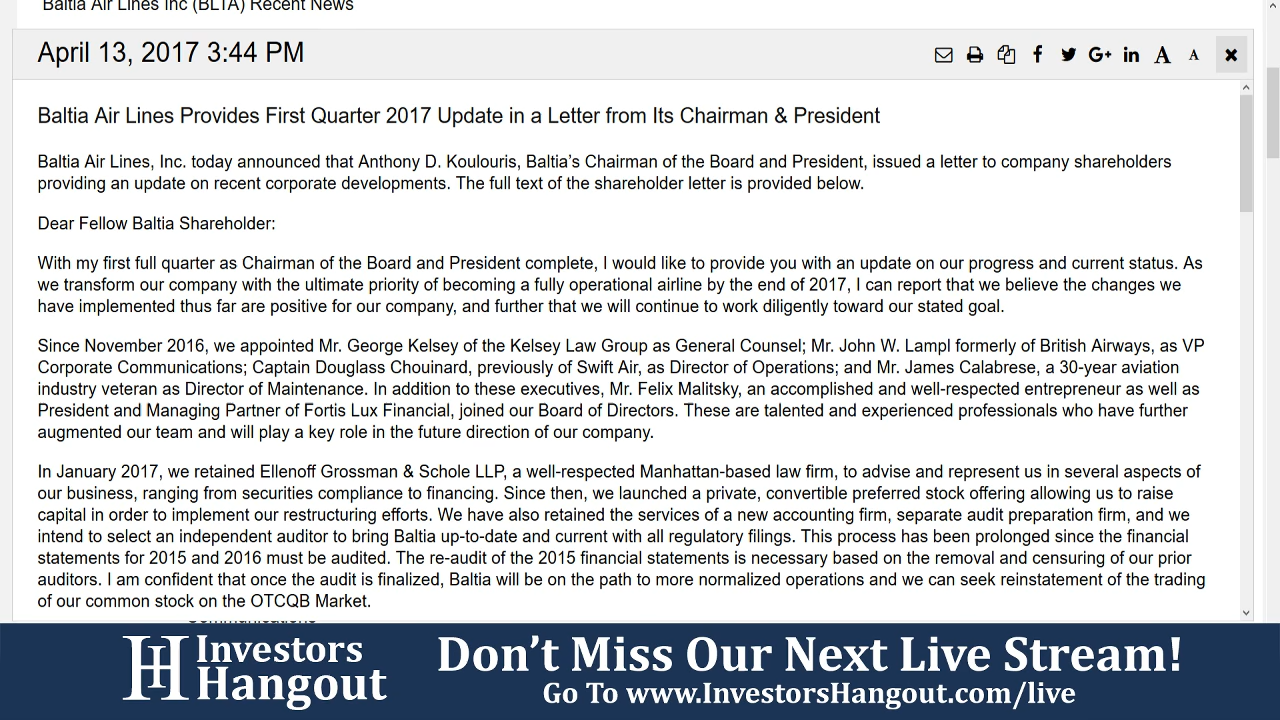 Baltia Air Lines Inc (BLTA) Recent News
April 13, 2017 3:44 PM
Baltia Air Lines Provides First Quarter 2017 Update in a Letter from Its Chairman & President
Baltia Air Lines, Inc. today announced that Anthony D. Koulouris, Baltia's Chairman of the Board and President, issued a letter to company shareholders
providing an update on recent corporate developments. The full text of the shareholder letter is provided below.
Dear Fellow Baltia Shareholder:
With my first full quarter as Chairman of the Board and President complete, I would like to provide you with an update on our progress and current status. As
we transform our company with the ultimate priority of becoming a fully operational airline by the end of 2017, I can report that we believe the changes we
have implemented thus far are positive for our company, and further that we will continue to work diligently toward our stated goal.
Since November 2016, we appointed Mr. George Kelsey of the Kelsey Law Group as General Counsel; Mr. John W. Lampl formerly of British Airways, as VP
Corporate Communications; Captain Douglass Chouinard, previously of Swift Air, as Director of Operations; and Mr. James Calabrese, a 30-year aviation
industry veteran as Director of Maintenance. In addition to these executives, Mr. Felix Malitsky, an accomplished and well-respected entrepreneur as well as
President and Managing Partner of Fortis Lux Financial, joined our Board of Directors. These are talented and experienced professionals who have further
augmented our team and will play a key role in the future direction of our company.
In January 2017, we retained Ellenoff Grossman & Schole LLP, a well-respected Manhattan-based law firm, to advise and represent us in several aspects of
our business, ranging from securities compliance to financing. Since then, we launched a private, convertible preferred stock offering allowing us to raise
capital in order to implement our restructuring efforts. We have also retained the services of a new accounting firm, separate audit preparation firm, and we
intend to select an independent auditor to bring Baltia up-to-date and current with all regulatory filings. This process has been prolonged since the financial
statements for 2015 and 2016 must be audited. The re-audit of the 2015 financial statements is necessary based on the removal and censuring of our prior
auditors. I am confident that once the audit is finalized, Baltia will be on the path to more normalized operations and we can seek reinstatement of the trading
of our common stock on the OTCQB Market.
Communications
Investors
Hangout
Don't Miss Our Next Live Stream!
Go To www.InvestorsHangout.com/live